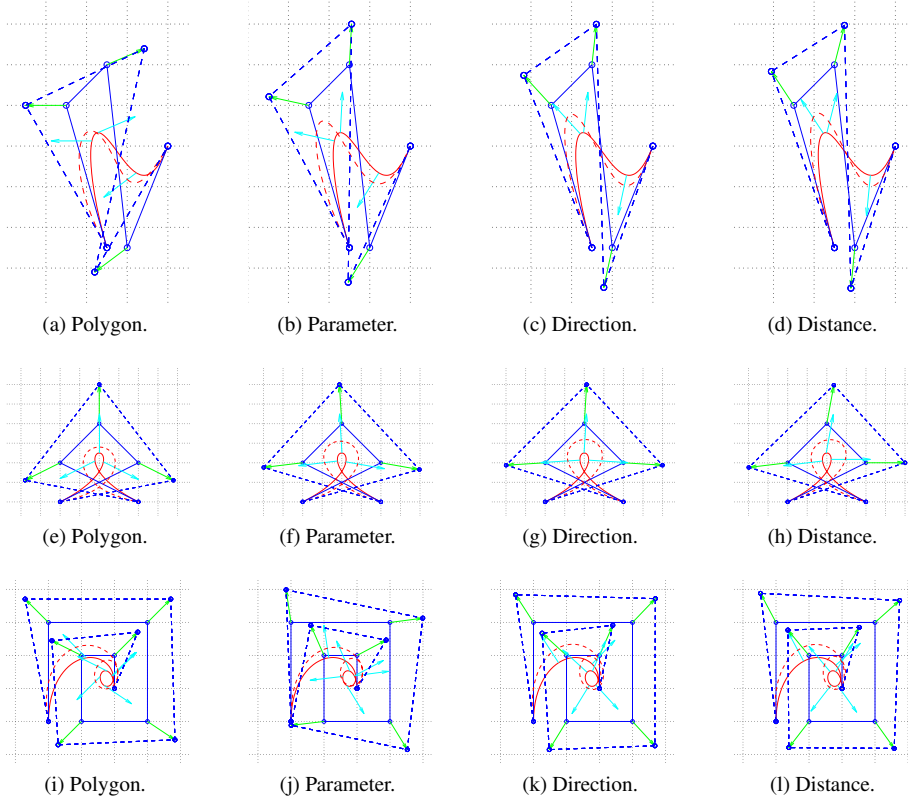 (a) Polygon.
(b) Parameter.
(c) Direction.
(d) Distance.
(e) Polygon.
(f) Parameter.
(g) Direction.
(h) Distance.
(i) Polygon.
(j) Parameter.
(k) Direction.
(l) Distance.